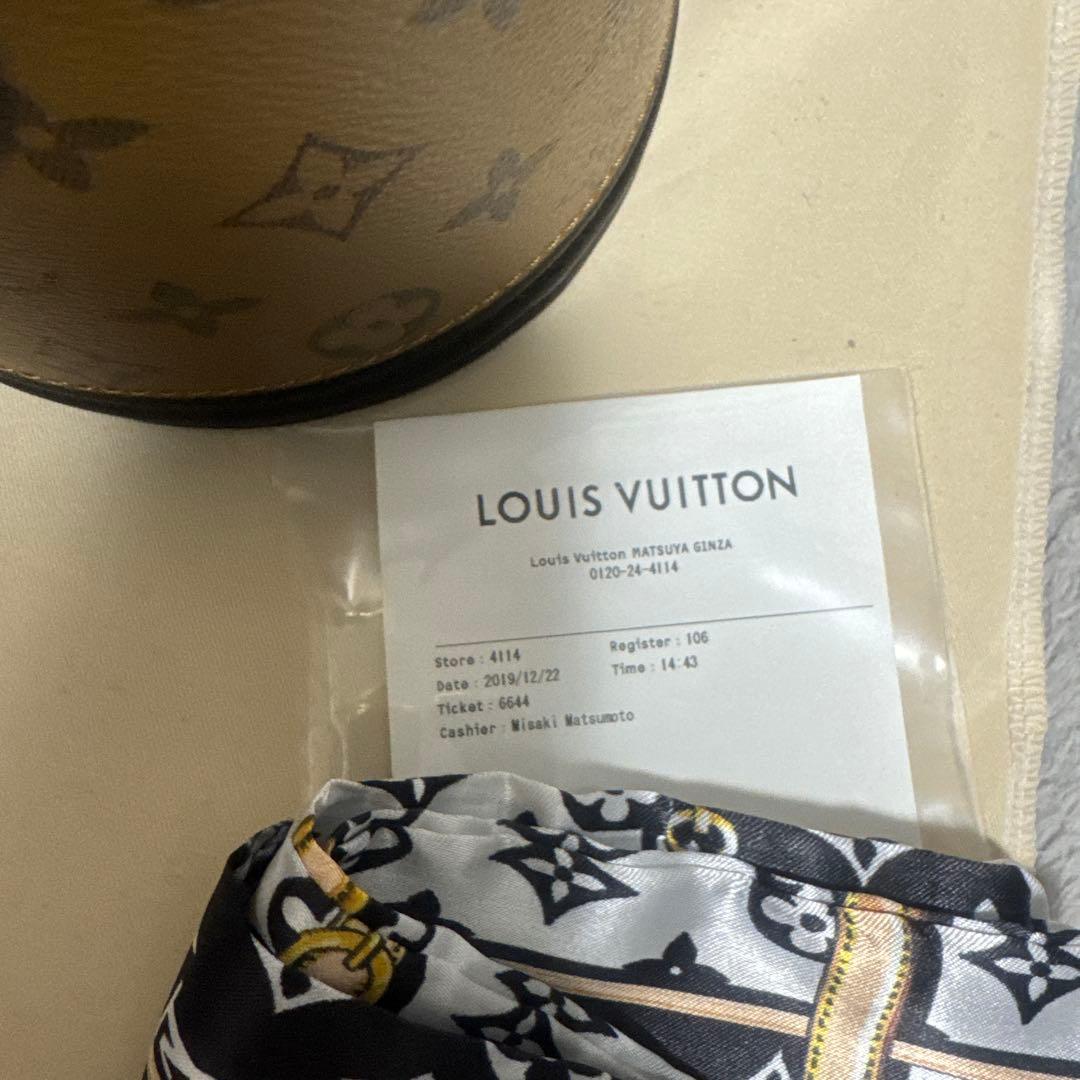 LOUIS VUITTON
Louis Vuitton MATSUYA GINZA
0120-24-4114
Store : 4114 Register : 106
Date : 2019/12/22 Time : 14:43
Ticket : 6644
Cashier : Misaki Matsumoto